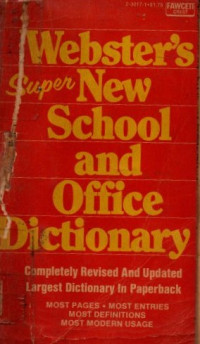 FAWCETT
CREST
Webster's
Super New
School
and
Office
Dictionary
Completely Revised And Updated
Largest Dictionary In Paperback
MOST PAGES • MOST ENTRIES
MOST DEFINITIONS
MOST MODERN USAGE